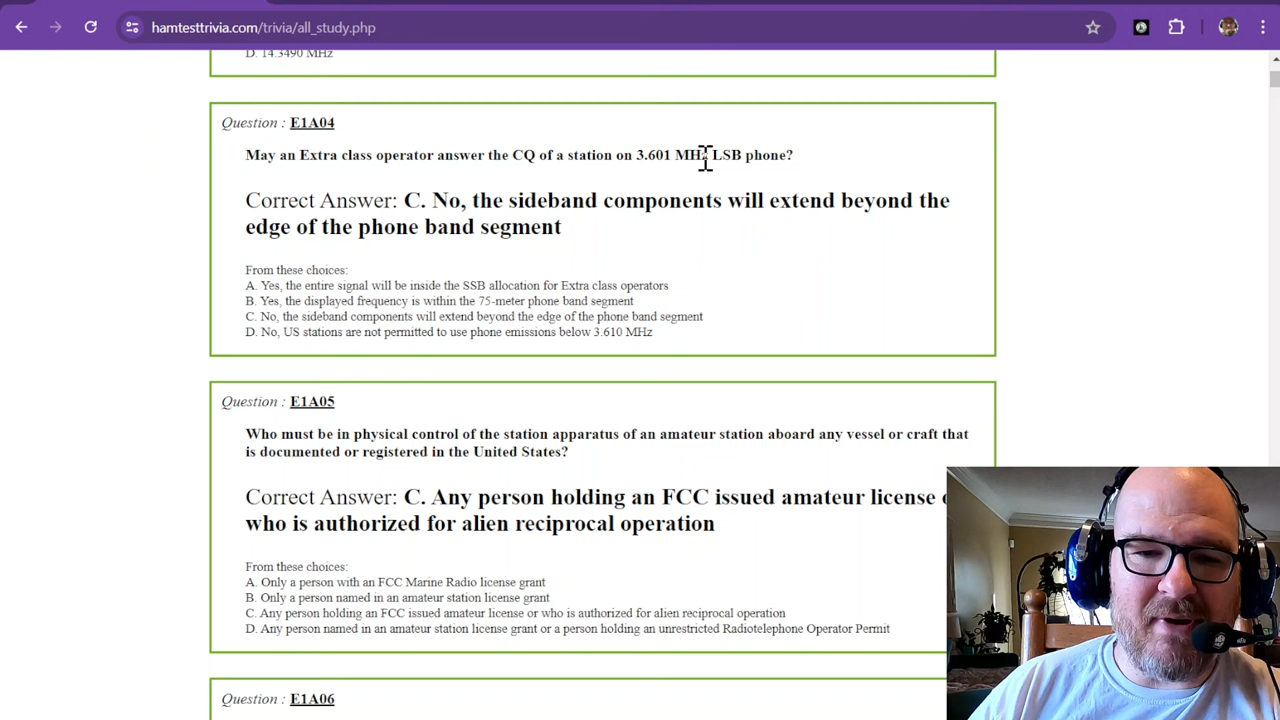 hamtesttrivia.com/trivia/all_study.php
D. 14.3490 MHz
Question : E1A04
May an Extra class operator answer the CQ of a station on 3.601 MHz LSB phone?
Correct Answer: C. No, the sideband components will extend beyond the
edge of the phone band segment
From these choices:
A. Yes, the entire signal will be inside the SSB allocation for Extra class operators
B. Yes, the displayed frequency is within the 75-meter phone band segment
C. No, the sideband components will extend beyond the edge of the phone band segment
D. No, US stations are not permitted to use phone emissions below 3.610 MHz
Question : E1A05
Who must be in physical control of the station apparatus of an amateur station aboard any vessel or craft that
is documented or registered in the United States?
Correct Answer: C. Any person holding an FCC issued amateur license
who is authorized for alien reciprocal operation
From these choices:
A. Only a person with an FCC Marine Radio license grant
B. Only a person named in an amateur station license grant
C. Any person holding an FCC issued amateur license or who is authorized for alien reciprocal operation
D. Any person named in an amateur station license grant or a person holding an unrestricted Radiotelephone Operator Permit
Question : E1A06